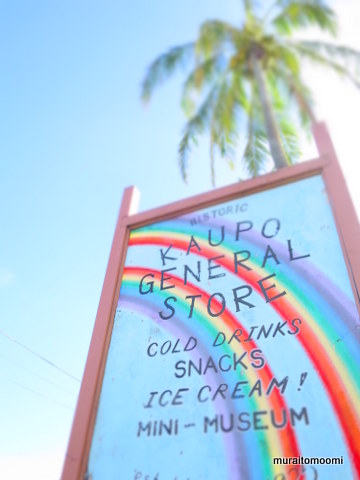 HISTORIC
KAUPO
GENERAL
STORE
COLD DRINKS
SNACKS
ICE CREAM!
MINI-MUSEUM
muraitomoomi